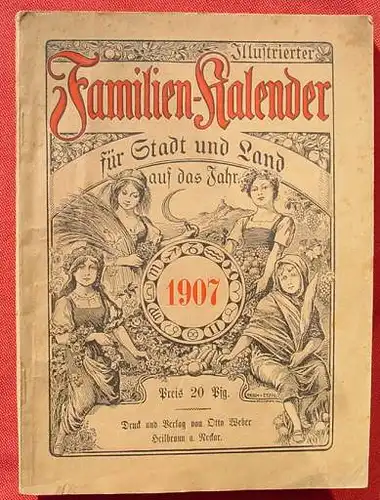 Illustrierter
Familien-Kalender
für Stadt und Land
auf das Jahr
1907
Preis 20 Pfg.
Druck und Verlag von Otto Weber
Heilbronn a. Neckar.